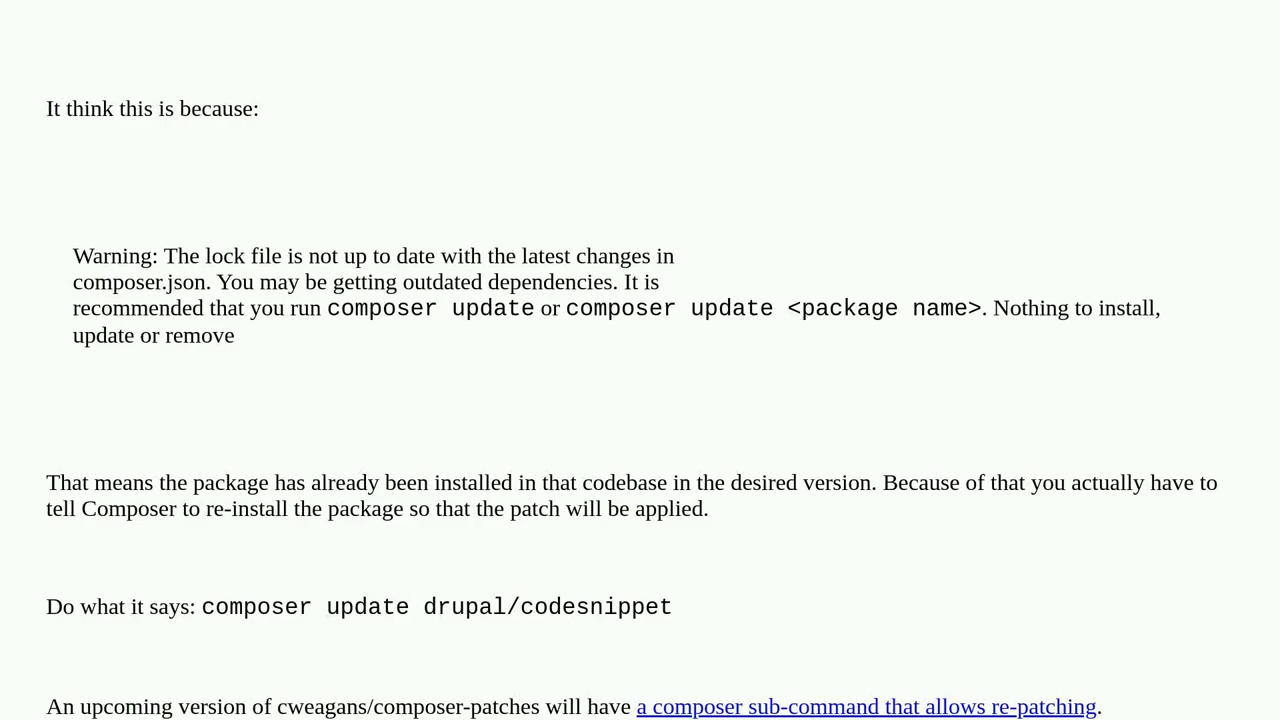 It think this is because:
Warning: The lock file is not up to date with the latest changes in
composer.json. You may be getting outdated dependencies. It is
recommended that you run composer update or composer update <package name>. Nothing to install,
update or remove
That means the package has already been installed in that codebase in the desired version. Because of that you actually have to
tell Composer to re-install the package so that the patch will be applied.
Do what it says: composer update drupal/codesnippet
An upcoming version of cweagans/composer-patches will have a composer sub-command that allows re-patching.